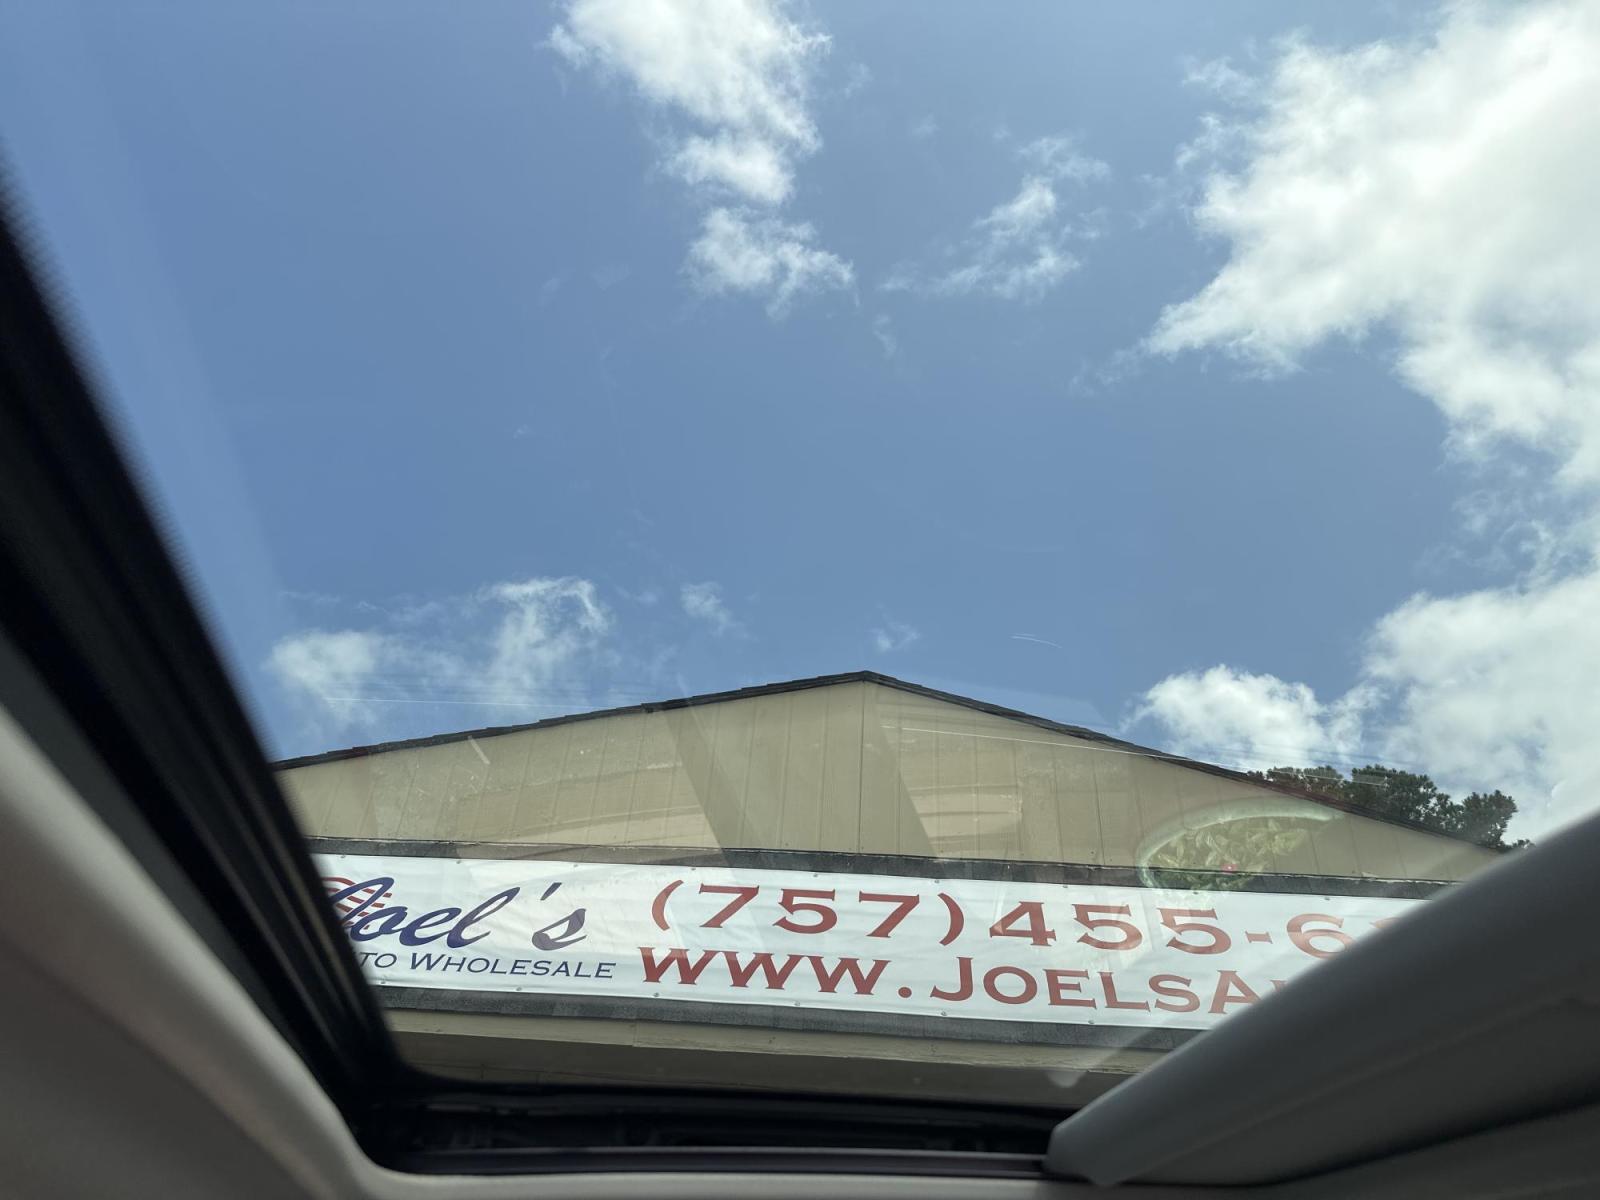 Joel's
TO WHOLESALE
(757)455-6
WWW.JOELSA